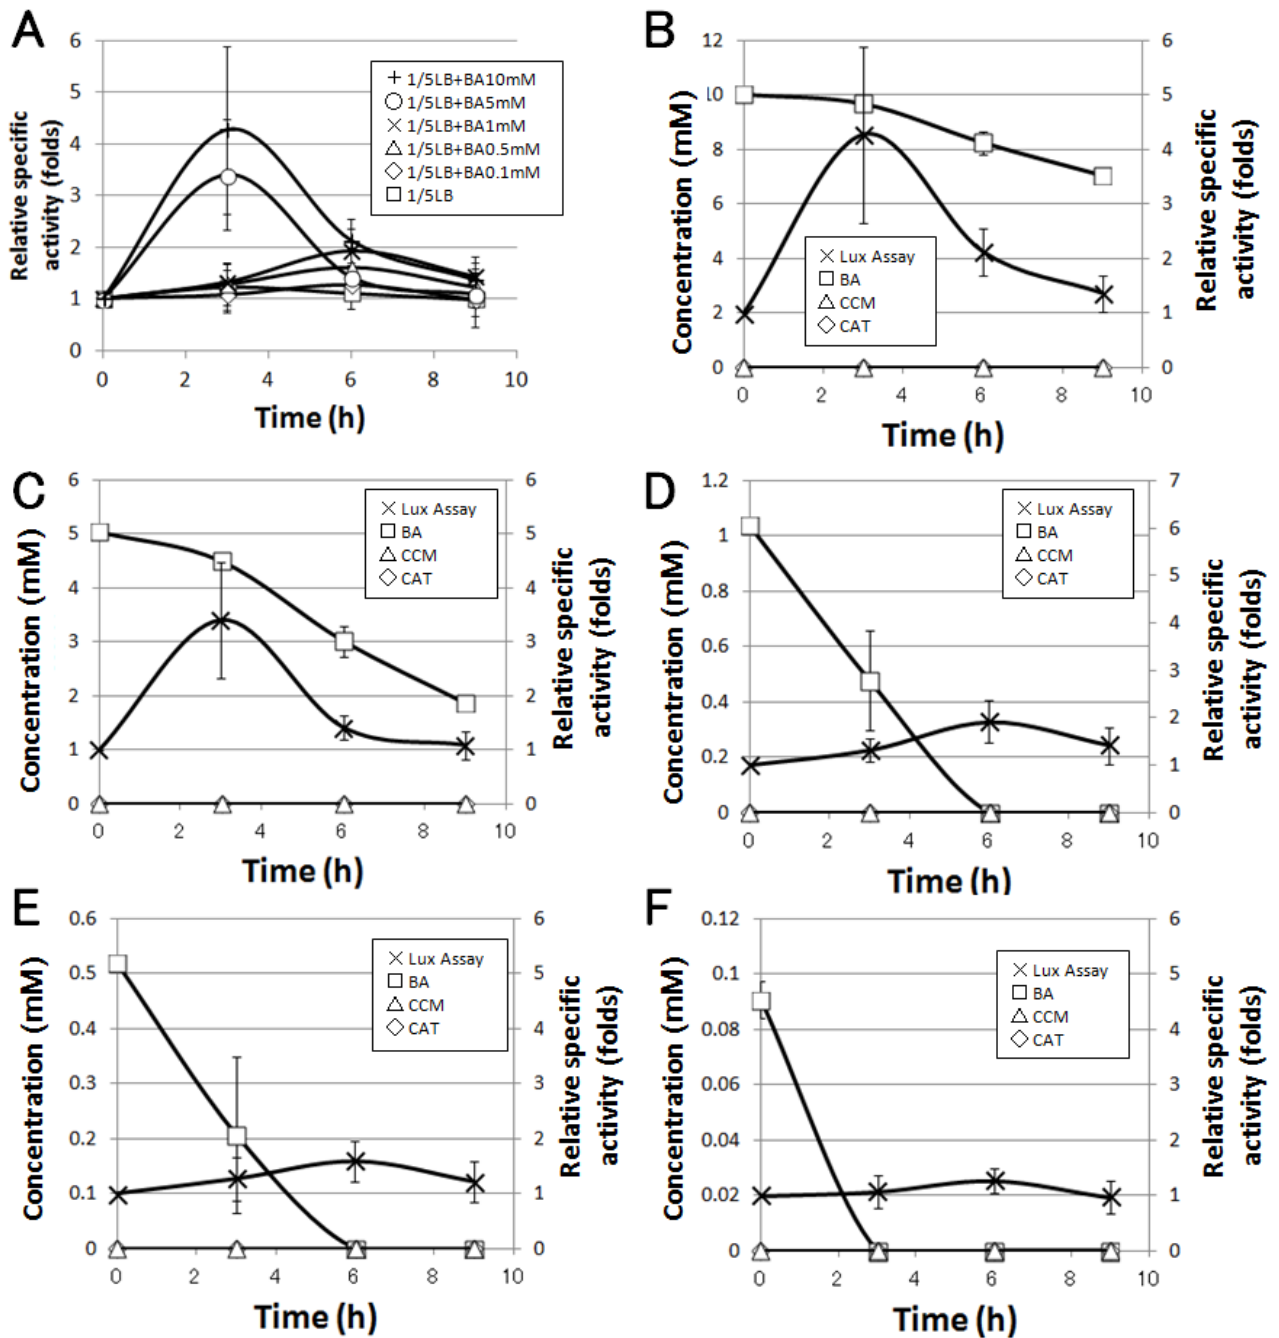 A
Relative specific
activity (folds)
6
5
4
3
2
1
0
0 2 4 6 8 10
Time (h)
1/5LB+BA10mM
1/5LB+BA5mM
1/5LB+BA1mM
1/5LB+BA0.5mM
1/5LB+BA0.1mM
1/5LB
B
Concentration (mM)
12
10
8
6
4
2
0
Lux Assay
BA
CCM
CAT
6
5
4
3
2
1
0
Relative specific
activity (folds)
0 2 4 6 8 10
Time (h)
C
Concentration (mM)
6
5
4
3
2
1
0
Lux Assay
BA
CCM
CAT
6
5
4
3
2
1
0
Relative specific
activity (folds)
0 2 4 6 8 10
Time (h)
D
Concentration (mM)
1.2
1
0.8
0.6
0.4
0.2
0
Lux Assay
BA
CCM
CAT
7
6
5
4
3
2
1
0
Relative specific
activity (folds)
0 2 4 6 8 10
Time (h)
E
Concentration (mM)
0.6
0.5
0.4
0.3
0.2
0.1
0
Lux Assay
BA
CCM
CAT
6
5
4
3
2
1
0
Relative specific
activity (folds)
0 2 4 6 8 10
Time (h)
F
Concentration (mM)
0.12
0.1
0.08
0.06
0.04
0.02
0
Lux Assay
BA
CCM
CAT
6
5
4
3
2
1
0
Relative specific
activity (folds)
0 2 4 6 8 10
Time (h)